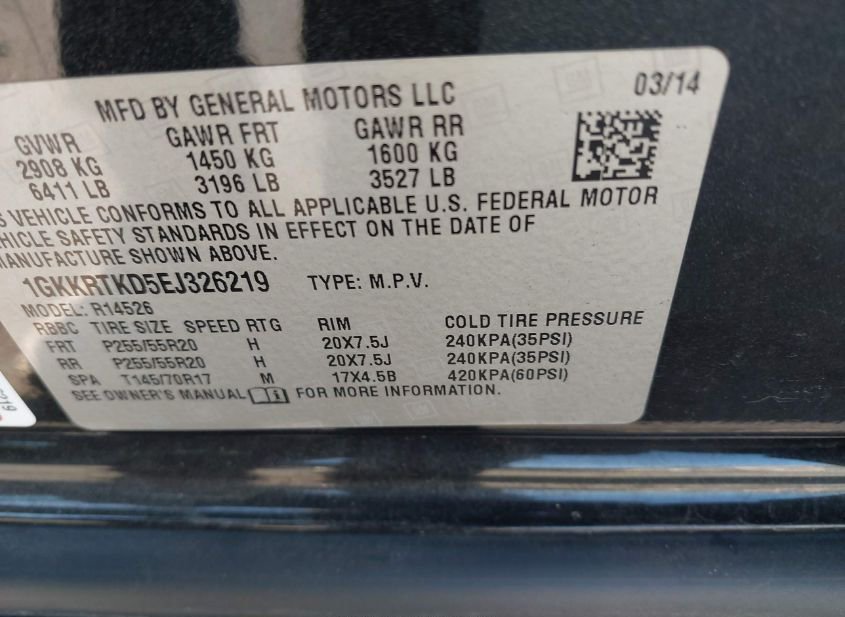 MFD BY GENERAL MOTORS LLC 03/14
GVWR GAWR FRT GAWR RR
2908 KG 1450 KG 1600 KG
6411 LB 3196 LB 3527 LB
S VEHICLE CONFORMS TO ALL APPLICABLE U.S. FEDERAL MOTOR
EHICLE SAFETY STANDARDS IN EFFECT ON THE DATE OF
MANUFACTURE SHOWN ABOVE.
1GKKRTKD5EJ326219 TYPE: M.P.V.
MODEL: R14526
RBBC TIRE SIZE SPEED RTG RIM COLD TIRE PRESSURE
FRT P255/55R20 H 20X7.5J 240KPA(35PSI)
RR P255/55R20 H 20X7.5J 240KPA(35PSI)
SPA T145/70R17 M 17X4.5B 420KPA(60PSI)
SEE OWNER'S MANUAL FOR MORE INFORMATION.